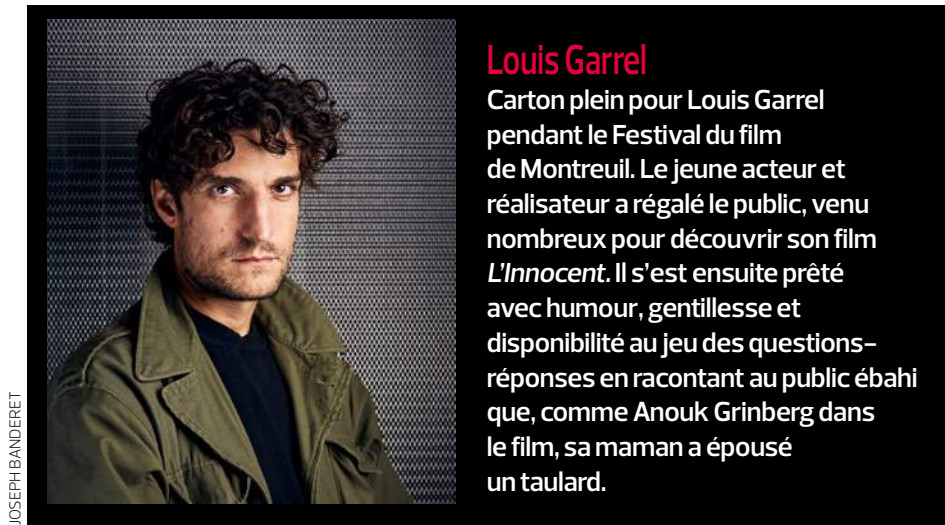 Louis Garrel
Carton plein pour Louis Garrel
pendant le Festival du film
de Montreuil. Le jeune acteur et
réalisateur a régalé le public, venu
nombreux pour découvrir son film
L’Innocent. Il s’est ensuite prêté
avec humour, gentillesse et
disponibilité au jeu des questions-
réponses en racontant au public ébahi
que, comme Anouk Grinberg dans
le film, sa maman a épousé
un taulard.
JOSEPH BANDERET